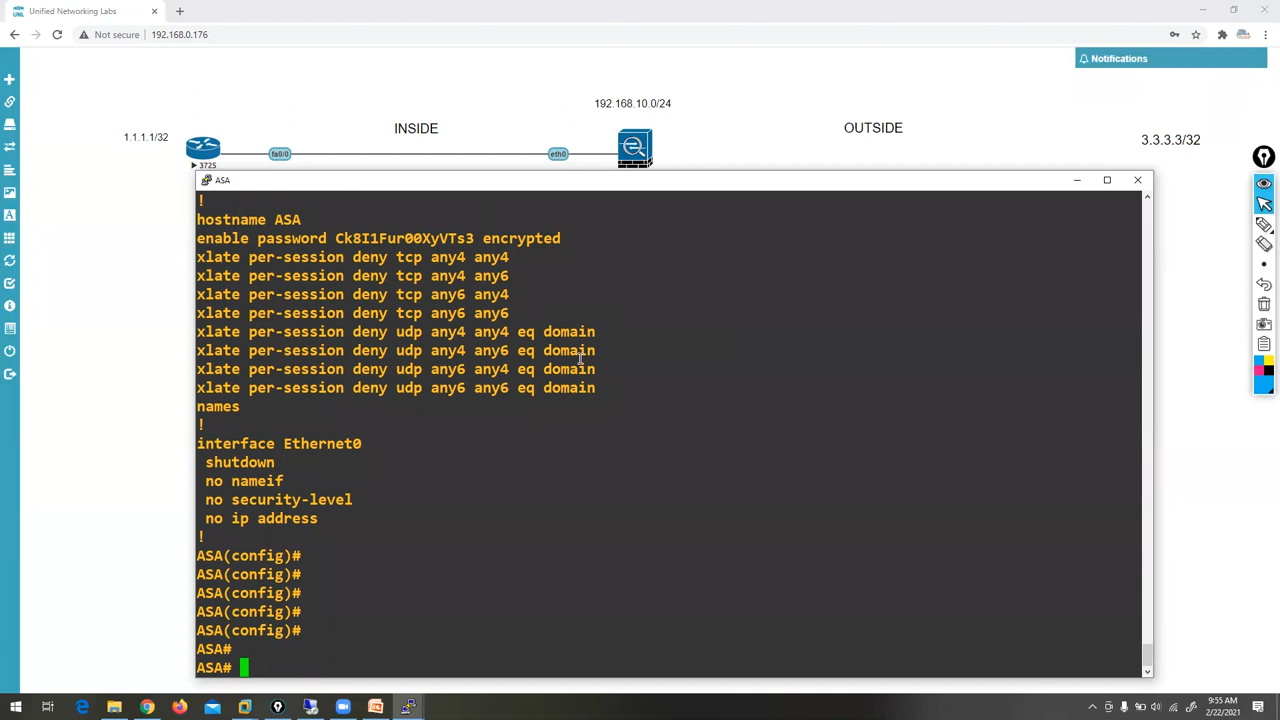 Unified Networking Labs
Not secure
192.168.0.176
Notifications
192.168.10.0/24
INSIDE
OUTSIDE
1.1.1.1/32
3.3.3.3/32
fa0/0
eth0
3725
ASA
!
hostname ASA
enable password Ck8I1Fur00XyVTs3 encrypted
xlate per-session deny tcp any4 any4
xlate per-session deny tcp any4 any6
xlate per-session deny tcp any6 any4
xlate per-session deny tcp any6 any6
xlate per-session deny udp any4 any4 eq domain
xlate per-session deny udp any4 any6 eq domain
xlate per-session deny udp any6 any4 eq domain
xlate per-session deny udp any6 any6 eq domain
names
!
interface Ethernet0
shutdown
no nameif
no security-level
no ip address
!
ASA(config)#
ASA(config)#
ASA(config)#
ASA(config)#
ASA(config)#
ASA#
ASA#
9:55 AM
2/22/2021